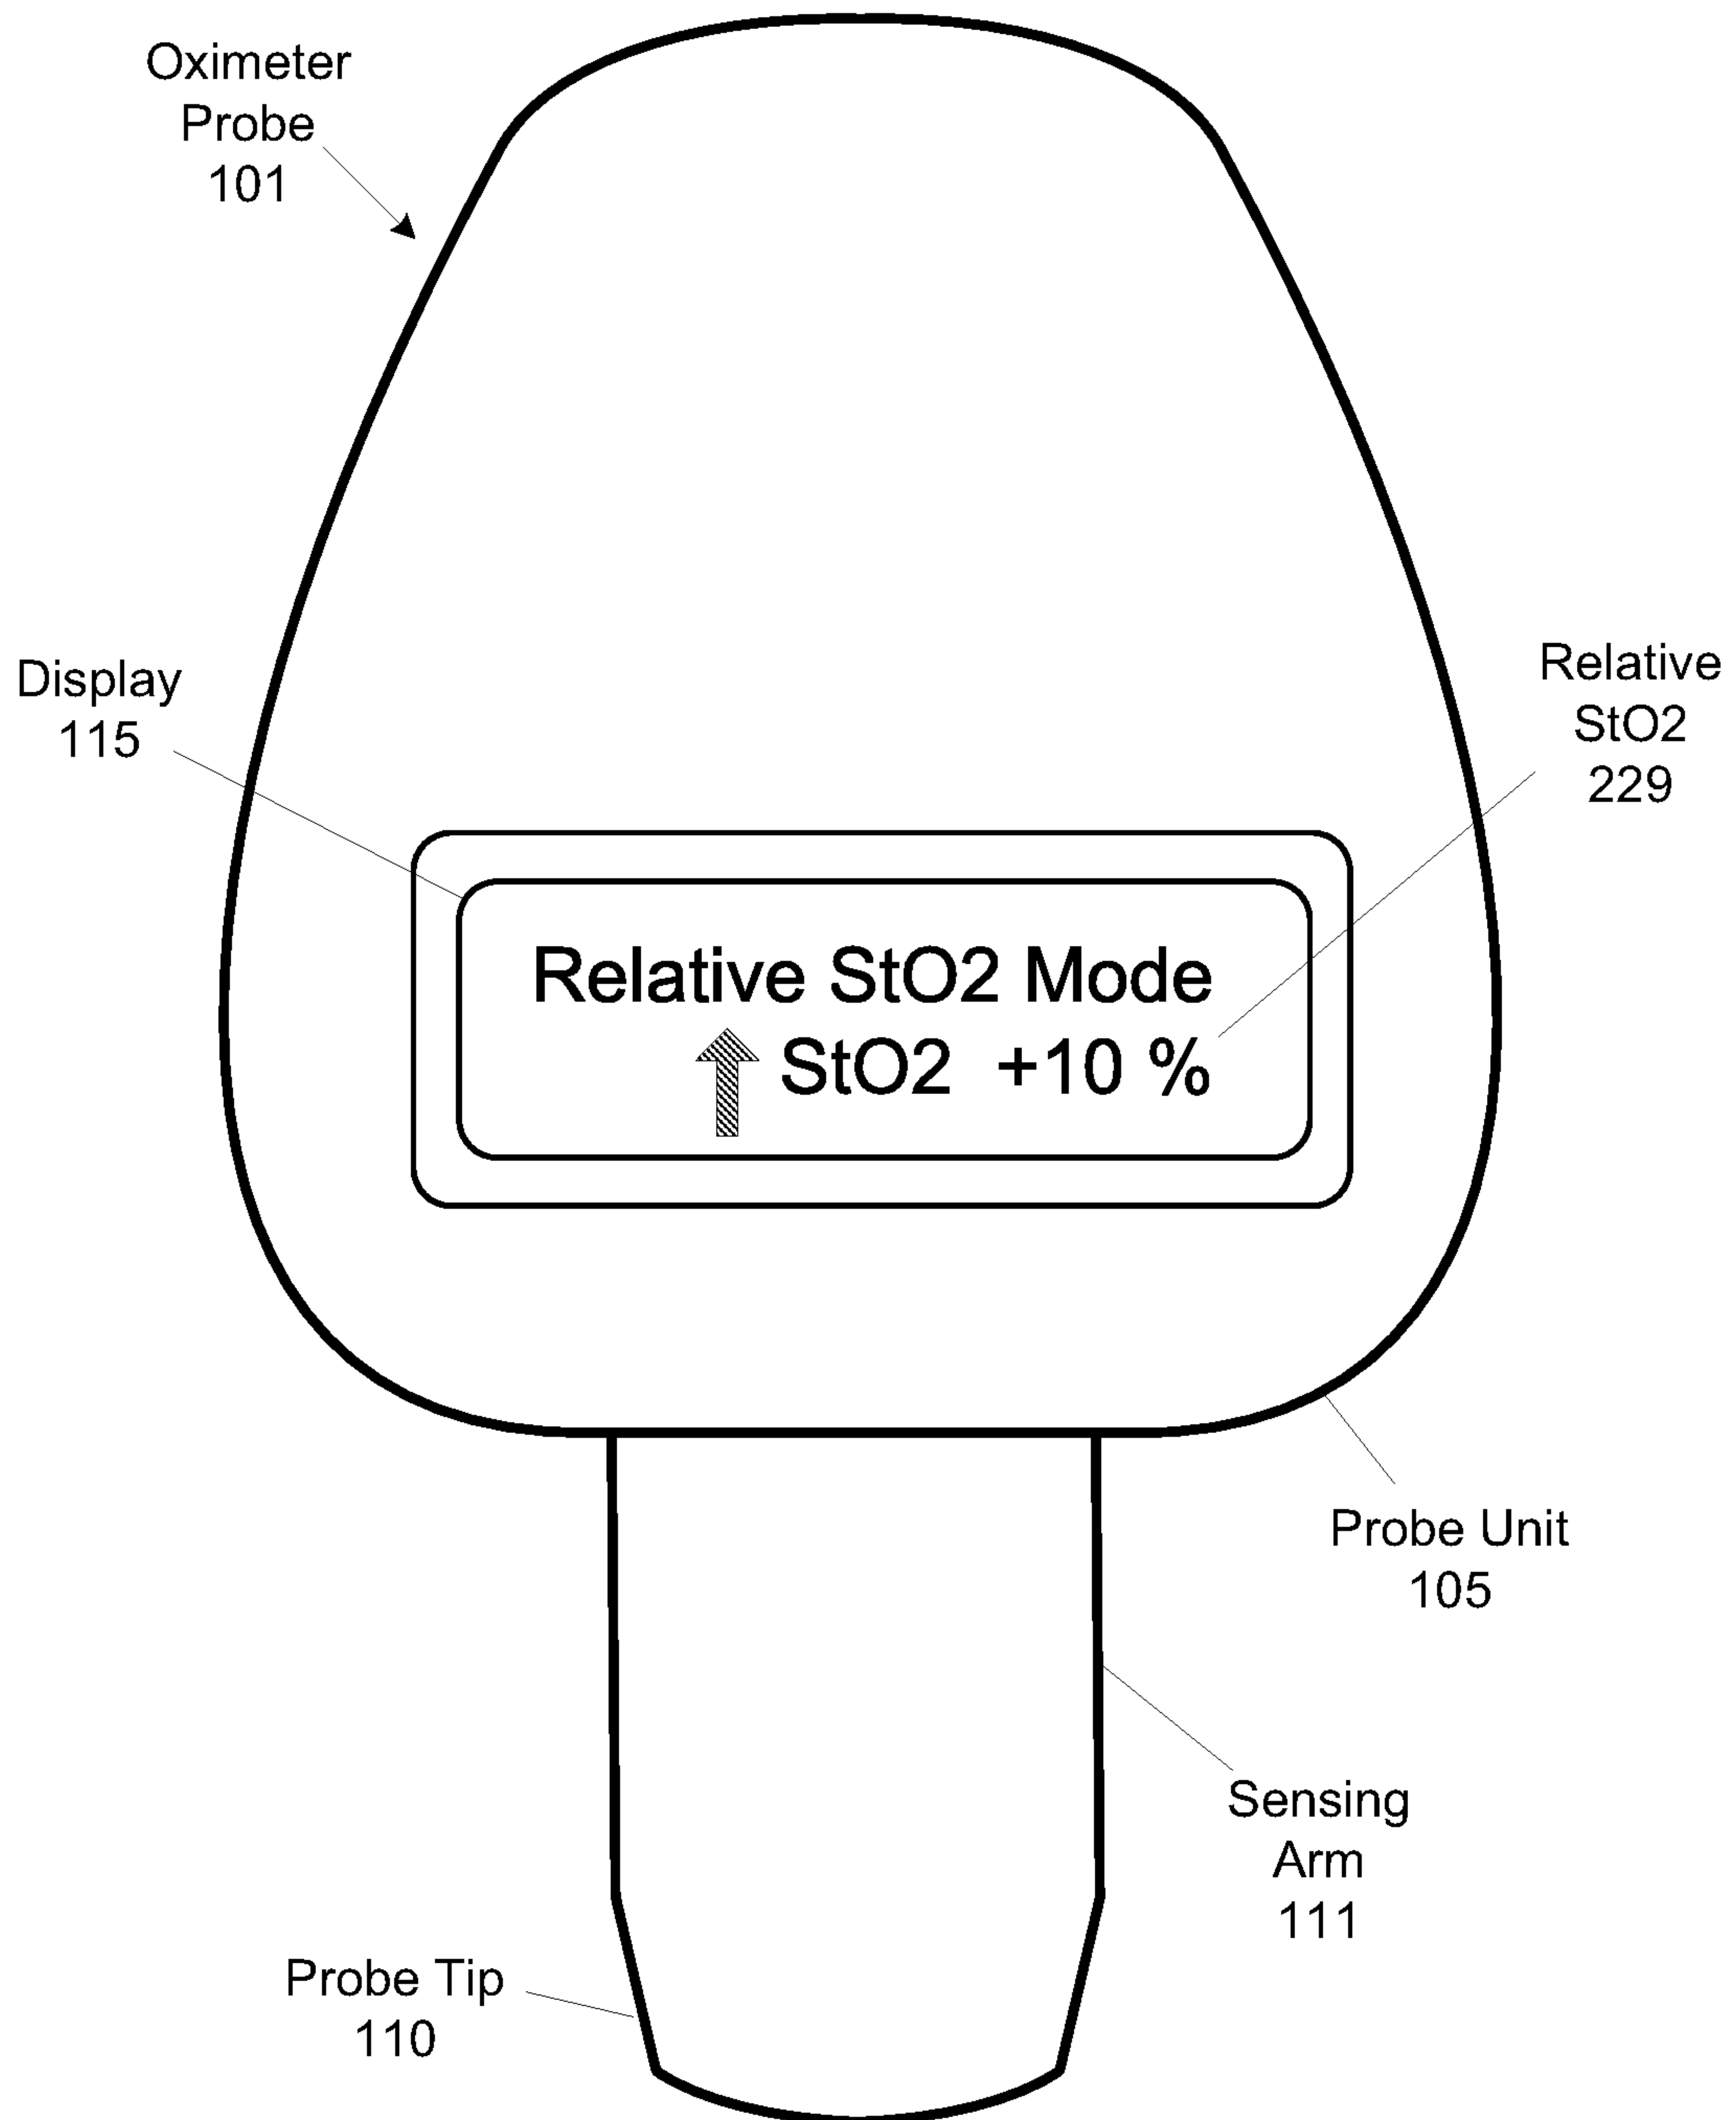 Oximeter
Probe
101
Display
115
Relative
StO2
229
Relative StO2 Mode
StO2 +10 %
Probe Unit
105
Sensing
Arm
111
Probe Tip
110